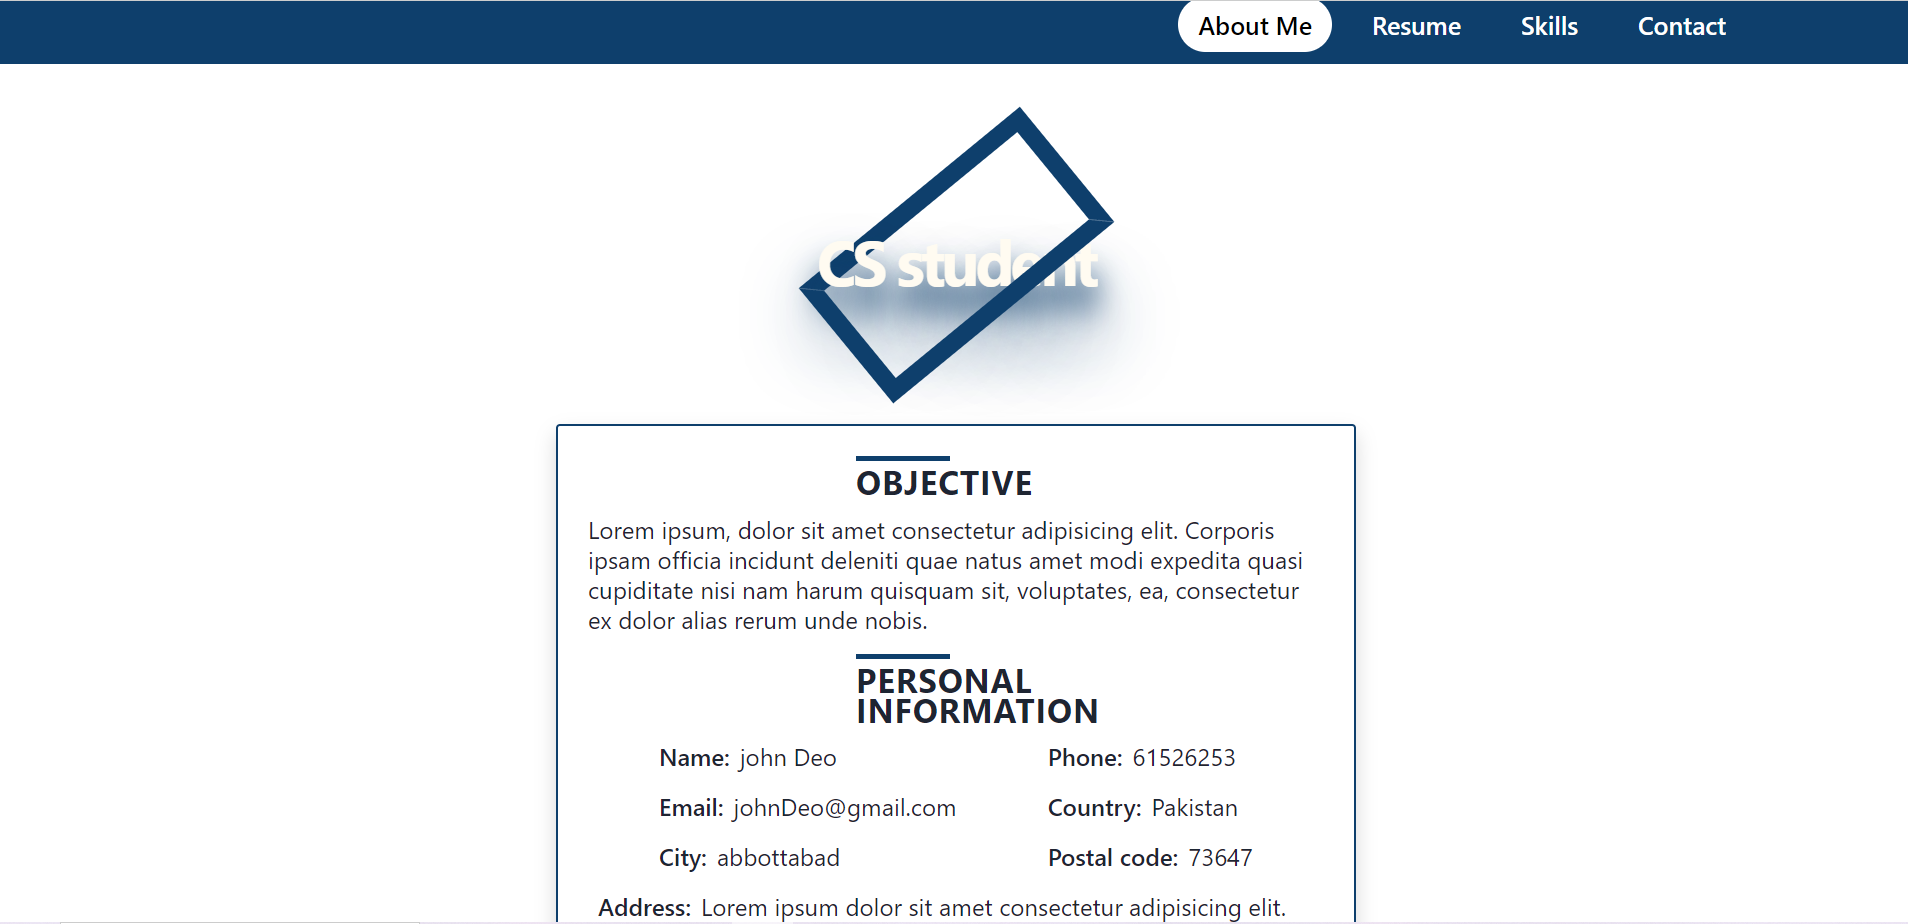 About Me Resume Skills Contact
CS student
OBJECTIVE
Lorem ipsum, dolor sit amet consectetur adipisicing elit. Corporis
ipsam officia incidunt deleniti quae natus amet modi expedita quasi
cupiditate nisi nam harum quisquam sit, voluptates, ea, consectetur
ex dolor alias rerum unde nobis.
PERSONAL
INFORMATION
Name: john Deo Phone: 61526253
Email: johnDeo@gmail.com Country: Pakistan
City: abbottabad Postal code: 73647
Address: Lorem ipsum dolor sit amet consectetur adipisicing elit.